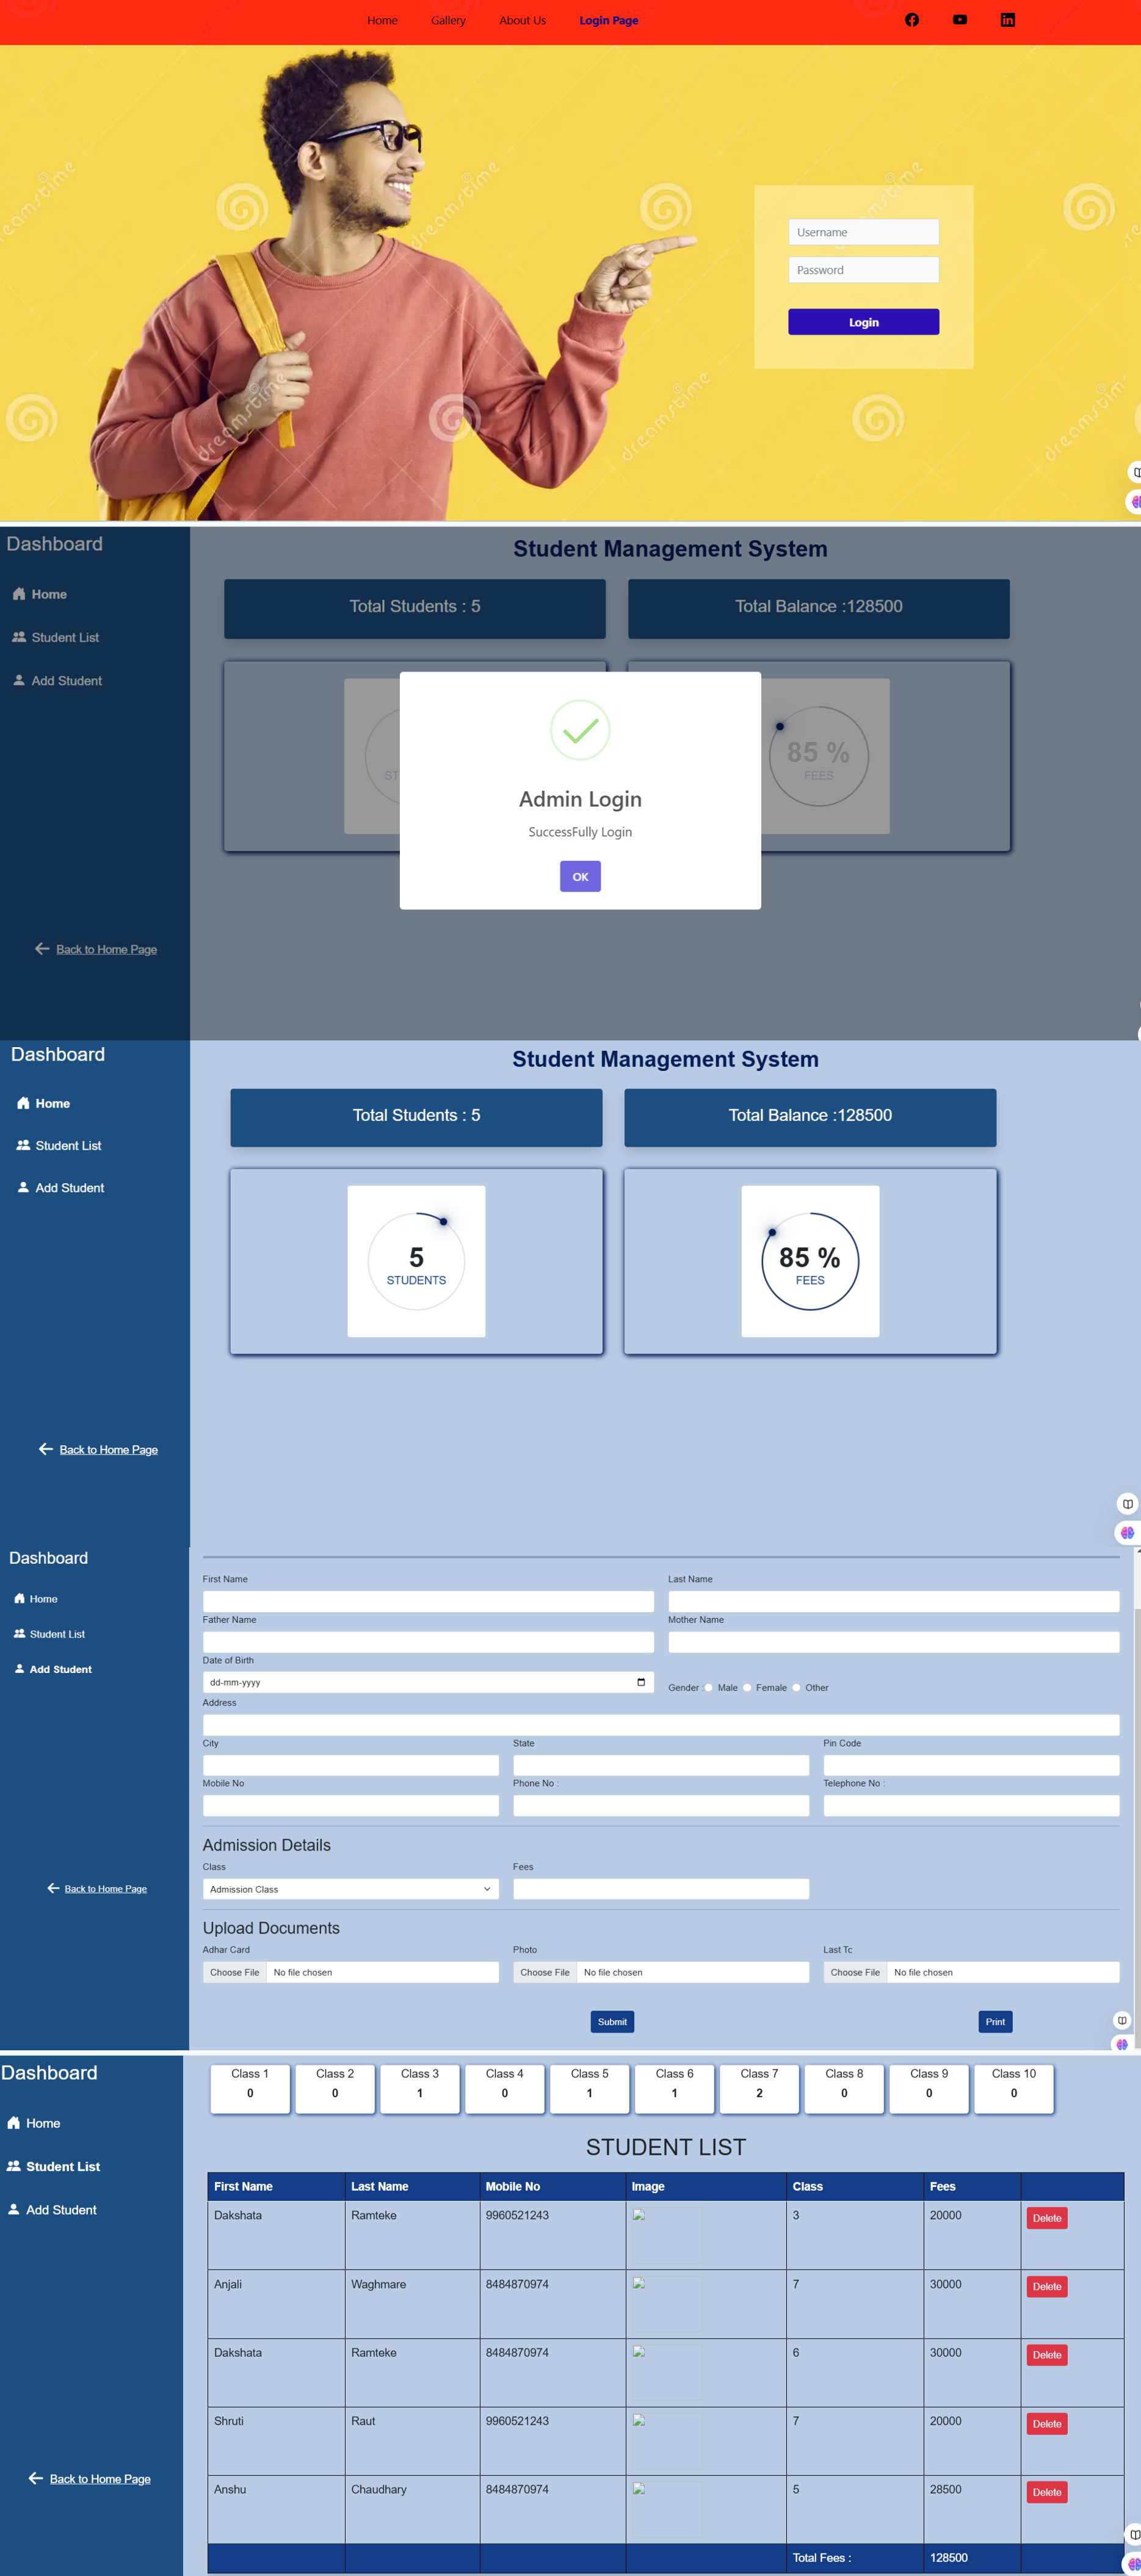 Home Gallery About Us Login Page
dreamstime
dreamstime
dreamstime
Username
Password
Login
dreamstime
dreamstime
dreamstime
Dashboard
Student Management System
Home
Student List
Add Student
Total Students : 5
Total Balance :128500
ST
85 %
FEES
Admin Login
SuccessFully Login
OK
Back to Home Page
Dashboard
Student Management System
Home
Student List
Add Student
Total Students : 5
Total Balance :128500
5
STUDENTS
85 %
FEES
Back to Home Page
Dashboard
Home
Student List
Add Student
Back to Home Page
First Name Last Name
Father Name Mother Name
Date of Birth
dd-mm-yyyy
Gender : Male Female Other
Address
City State Pin Code
Mobile No Phone No : Telephone No :
Admission Details
Class Fees
Admission Class
Upload Documents
Adhar Card Photo Last Tc
Choose File No file chosen Choose File No file chosen Choose File No file chosen
Submit Print
Dashboard
Home
Student List
Add Student
Back to Home Page
Class 1 Class 2 Class 3 Class 4 Class 5 Class 6 Class 7 Class 8 Class 9 Class 10
0 0 1 0 1 1 2 0 0 0
STUDENT LIST
First Name Last Name Mobile No Image Class Fees
Dakshata Ramteke 9960521243 3 20000 Delete
Anjali Waghmare 8484870974 7 30000 Delete
Dakshata Ramteke 8484870974 6 30000 Delete
Shruti Raut 9960521243 7 20000 Delete
Anshu Chaudhary 8484870974 5 28500 Delete
Total Fees : 128500